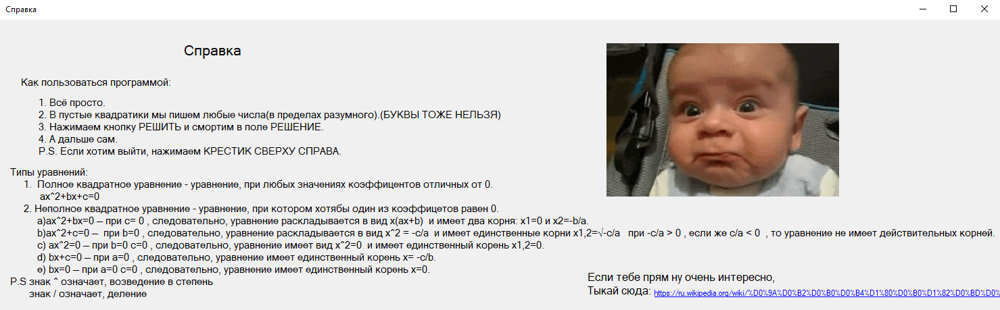 Справка
Справка
Как пользоваться программой:
1. Всё просто.
2. В пустые квадратики мы пишем любые числа(в пределах разумного).(БУКВЫ ТОЖЕ НЕЛЬЗЯ)
3. Нажимаем кнопку РЕШИТЬ и смортим в поле РЕШЕНИЕ.
4. А дальше сам.
P.S. Если хотим выйти, нажимаем КРЕСТИК СВЕРХУ СПРАВА.
Типы уравнений:
1. Полное квадратное уравнение - уравнение, при любых значениях коэффицентов отличных от 0.
ax^2+bx+c=0
2. Неполное квадратное уравнение - уравнение, при котором хотябы один из коэффицетов равен 0.
a)ax^2+bx=0 — при c= 0 , следовательно, уравнение раскладывается в вид x(ax+b) и имеет два корня: x1=0 и x2=-b/a.
b)ax^2+c=0 — при b=0 , следовательно, уравнение раскладывается в вид x^2 = -c/a и имеет единственные корни x1,2=√-c/a при -c/a > 0 , если же c/a < 0 , то уравнение не имеет действительных корней.
c) ax^2=0 — при b=0 c=0 , следовательно, уравнение имеет вид x^2=0 и имеет единственный корень x1,2=0.
d) bx+c=0 — при a=0 , следовательно, уравнение имеет единственный корень x= -c/b.
e) bx=0 — при a=0 c=0 , следовательно, уравнение имеет единственный корень x=0.
P.S знак ^ означает, возведение в степень
знак / означает, деление
Если тебе прям ну очень интересно,
Тыкай сюда: https://ru.wikipedia.org/wiki/%D0%9A%D0%B2%D0%B0%D0%B4%D1%80%D0%B0%D1%82%D0%BD%D0%